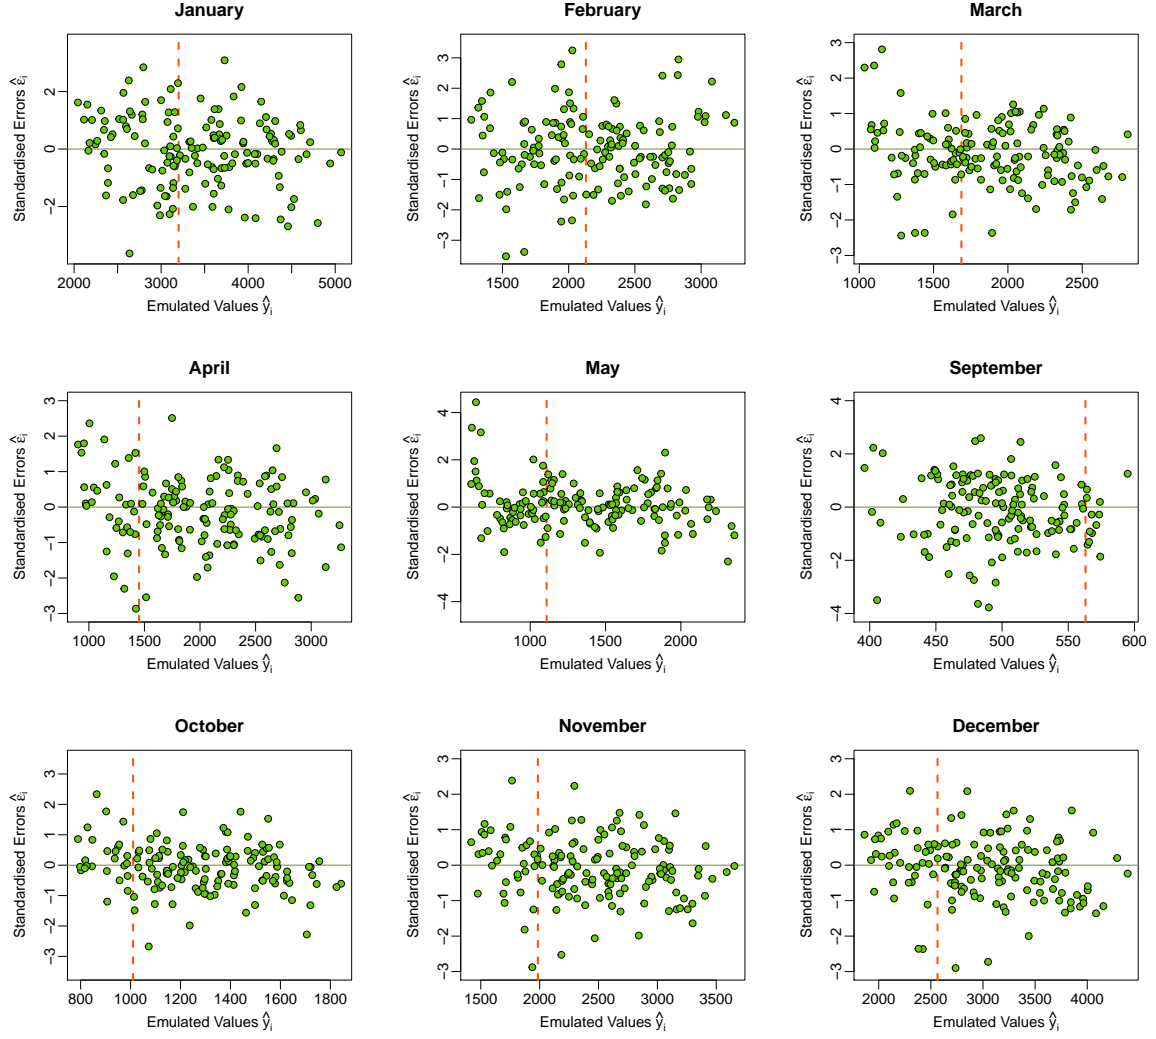 January
Standardised Errors ε̂ᵢ
2
0
−2
2000 3000 4000 5000
Emulated Values ŷᵢ
February
Standardised Errors ε̂ᵢ
3
2
1
0
−1
−2
−3
1500 2000 2500 3000
Emulated Values ŷᵢ
March
Standardised Errors ε̂ᵢ
3
2
1
0
−1
−2
−3
1000 1500 2000 2500
Emulated Values ŷᵢ
April
Standardised Errors ε̂ᵢ
3
2
1
0
−1
−2
−3
1000 1500 2000 2500 3000
Emulated Values ŷᵢ
May
Standardised Errors ε̂ᵢ
4
2
0
−2
−4
1000 1500 2000
Emulated Values ŷᵢ
September
Standardised Errors ε̂ᵢ
4
2
0
−2
−4
400 450 500 550 600
Emulated Values ŷᵢ
October
Standardised Errors ε̂ᵢ
3
2
1
0
−1
−2
−3
800 1000 1200 1400 1600 1800
Emulated Values ŷᵢ
November
Standardised Errors ε̂ᵢ
3
2
1
0
−1
−2
−3
1500 2000 2500 3000 3500
Emulated Values ŷᵢ
December
Standardised Errors ε̂ᵢ
3
2
1
0
−1
−2
−3
2000 2500 3000 3500 4000
Emulated Values ŷᵢ